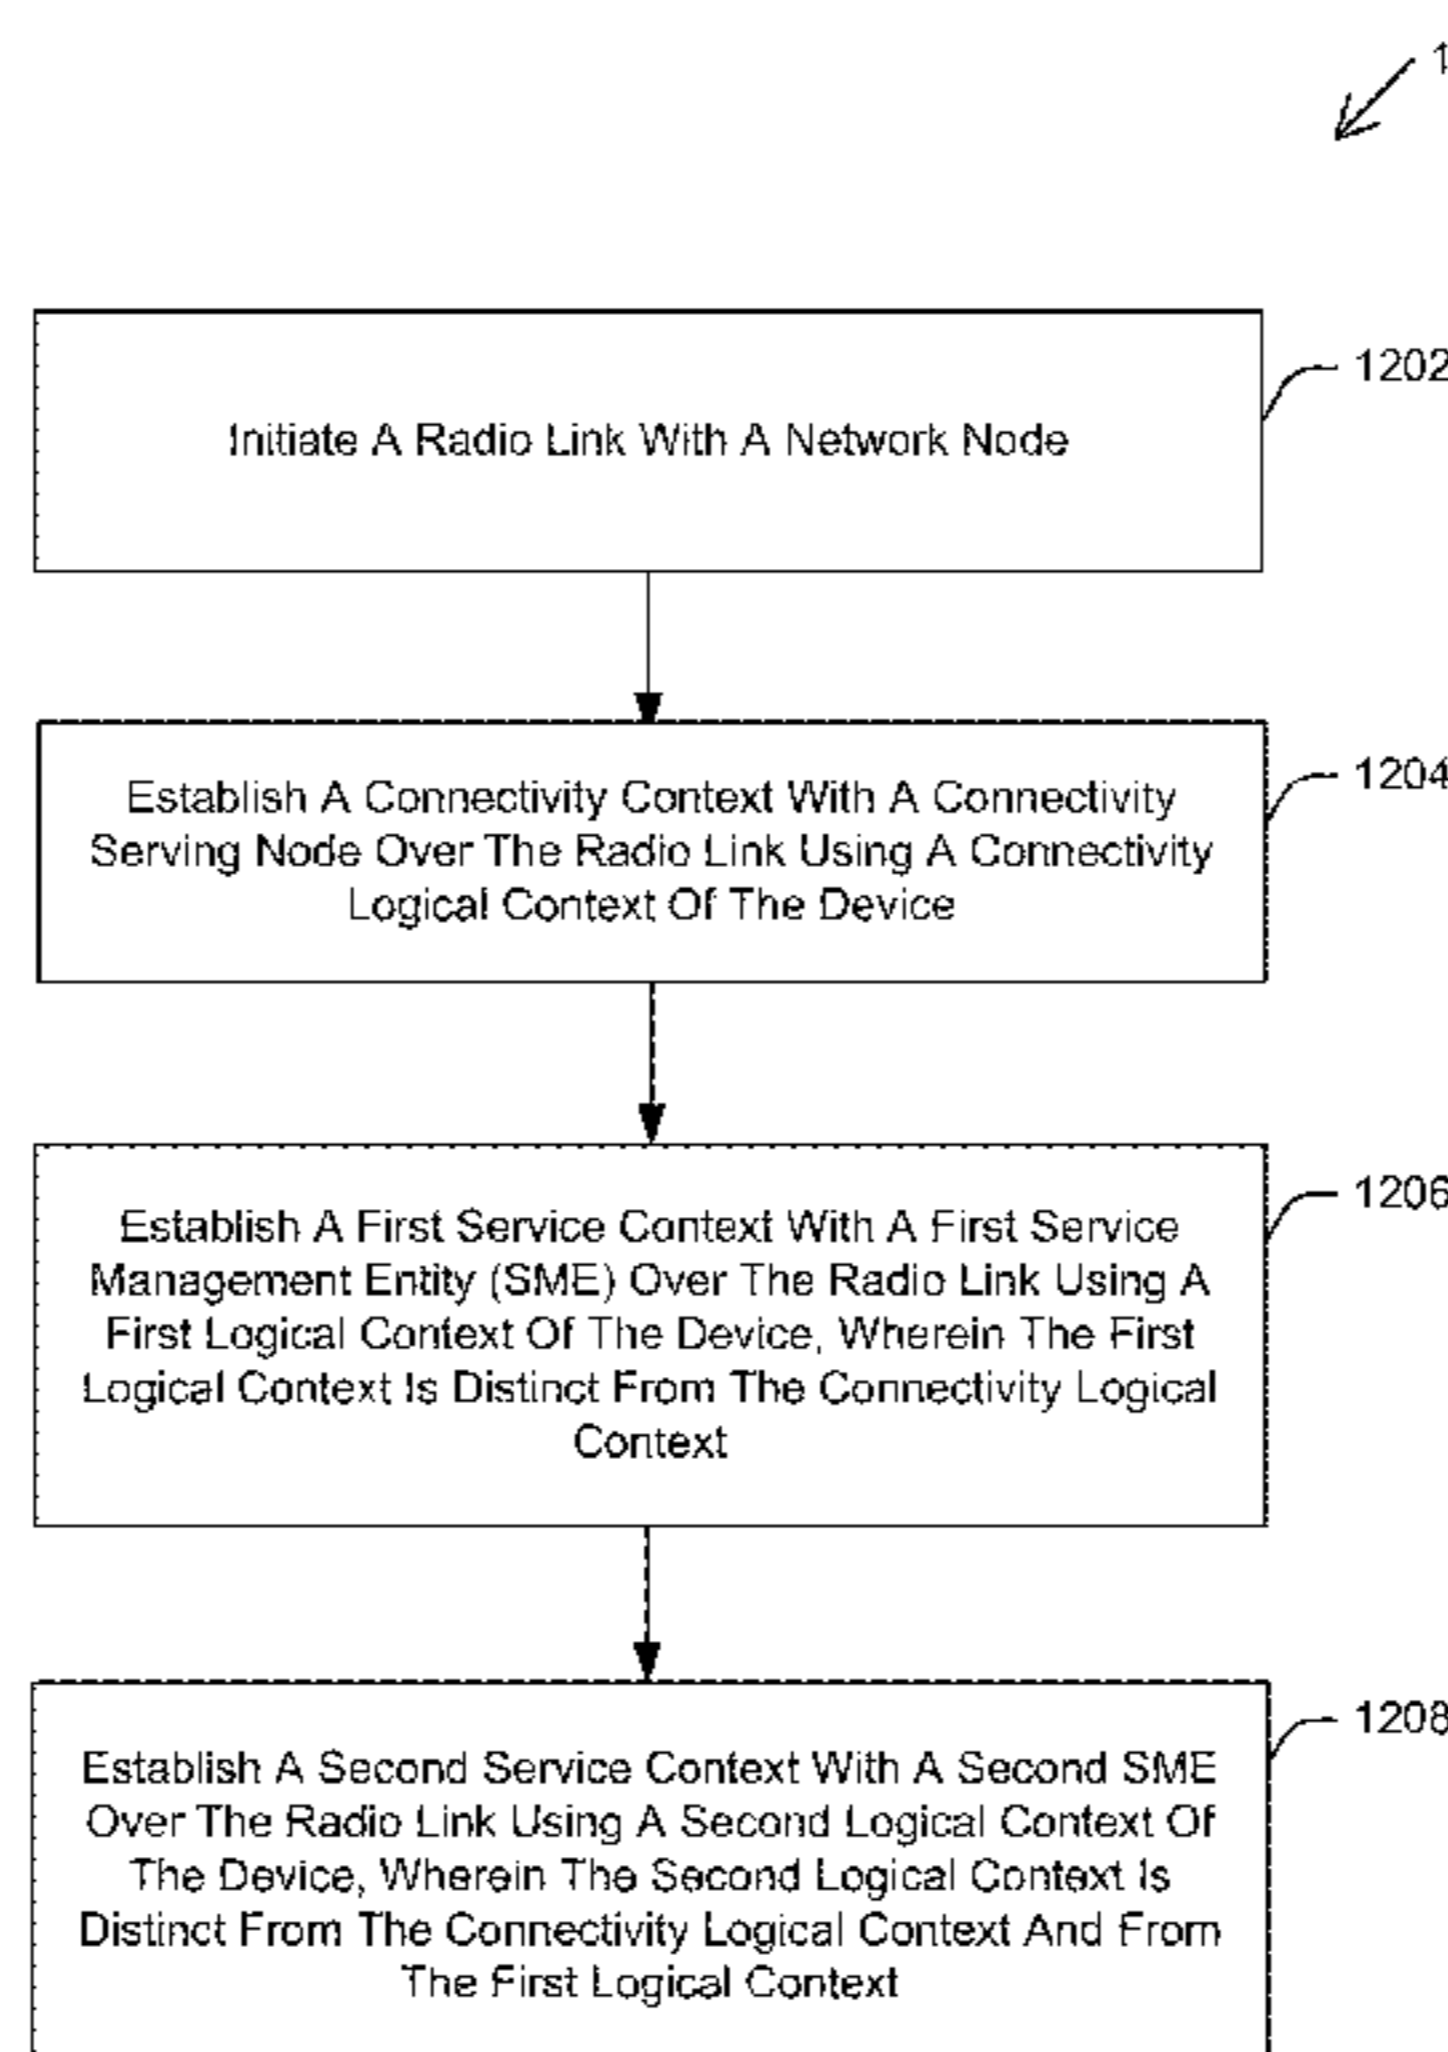 1202
Initiate A Radio Link With A Network Node
1204
Establish A Connectivity Context With A Connectivity
Serving Node Over The Radio Link Using A Connectivity
Logical Context Of The Device
1206
Establish A First Service Context With A First Service
Management Entity (SME) Over The Radio Link Using A
First Logical Context Of The Device, Wherein The First
Logical Context Is Distinct From The Connectivity Logical
Context
1208
Establish A Second Service Context With A Second SME
Over The Radio Link Using A Second Logical Context Of
The Device, Wherein The Second Logical Context Is
Distinct From The Connectivity Logical Context And From
The First Logical Context